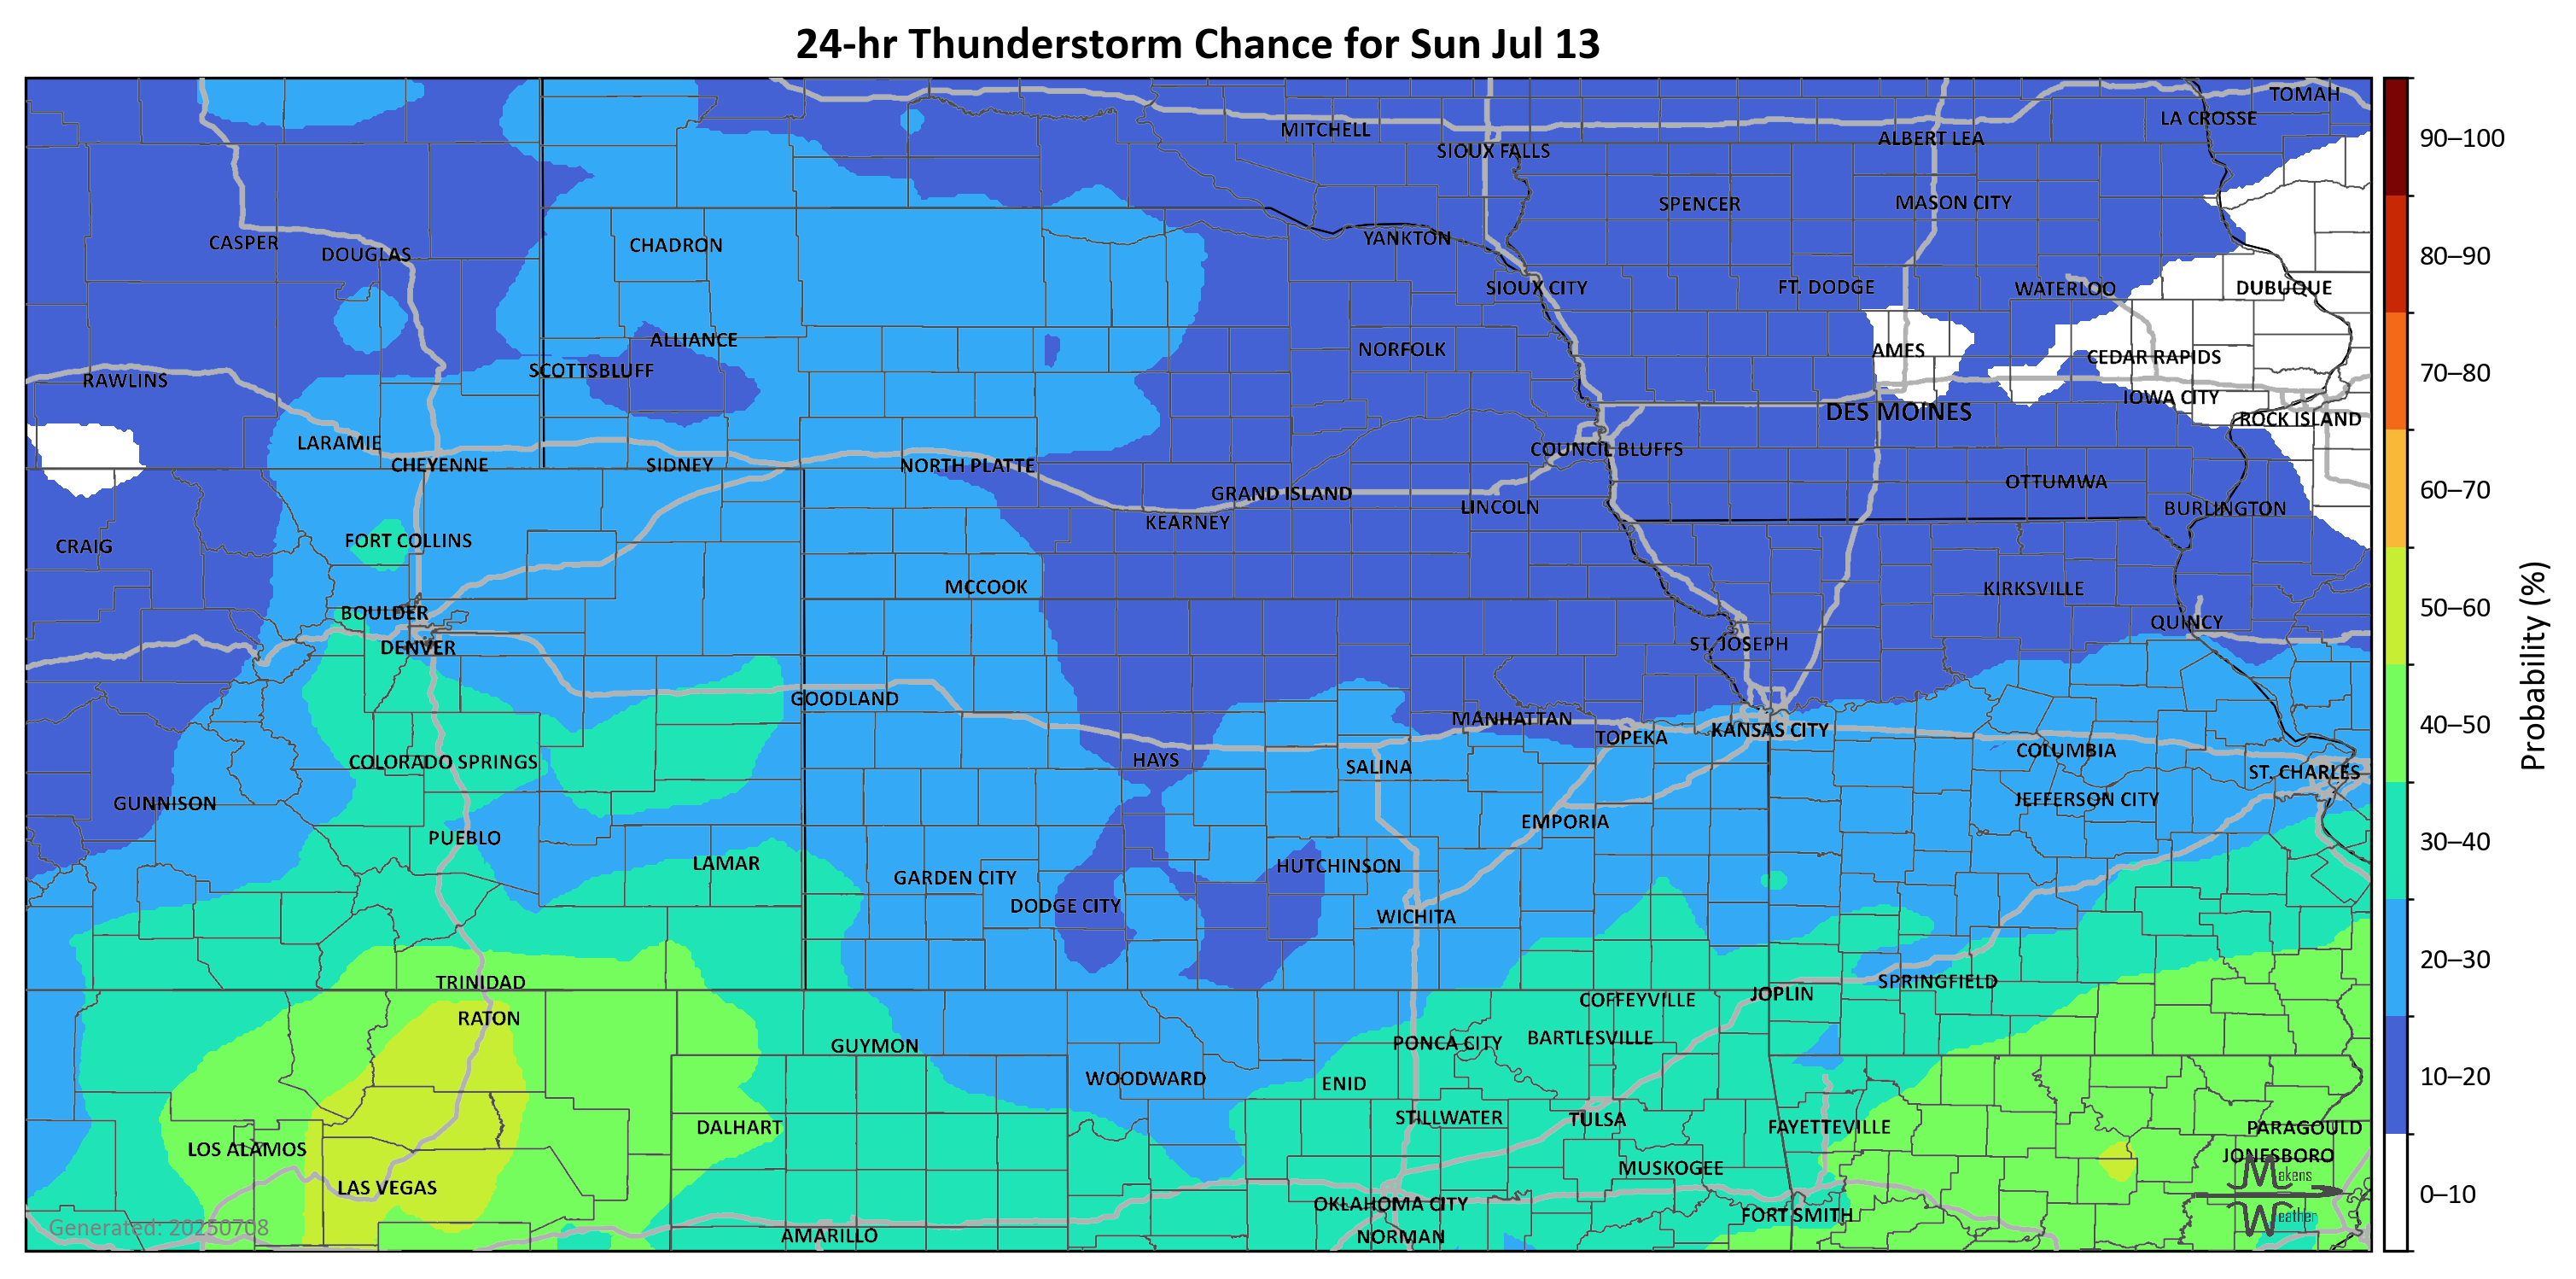 24-hr Thunderstorm Chance for Sun Jul 13
TOMAH
LA CROSSE
MITCHELL
ALBERT LEA
90–100
SIOUX FALLS
SPENCER
MASON CITY
CASPER
DOUGLAS
CHADRON
YANKTON
80–90
SIOUX CITY
FT. DODGE
WATERLOO
DUBUQUE
ALLIANCE
NORFOLK
AMES
CEDAR RAPIDS
RAWLINS
SCOTTSBLUFF
70–80
IOWA CITY
DES MOINES
ROCK ISLAND
LARAMIE
COUNCIL BLUFFS
60–70
CHEYENNE
SIDNEY
NORTH PLATTE
GRAND ISLAND
OTTUMWA
LINCOLN
BURLINGTON
KEARNEY
CRAIG
FORT COLLINS
MCCOOK
KIRKSVILLE
50–60
BOULDER
QUINCY
DENVER
ST. JOSEPH
GOODLAND
Probability (%)
MANHATTAN
TOPEKA
KANSAS CITY
40–50
COLORADO SPRINGS
HAYS
SALINA
COLUMBIA
ST. CHARLES
GUNNISON
JEFFERSON CITY
PUEBLO
EMPORIA
30–40
LAMAR
GARDEN CITY
HUTCHINSON
DODGE CITY
WICHITA
20–30
TRINIDAD
SPRINGFIELD
COFFEYVILLE
JOPLIN
RATON
GUYMON
PONCA CITY
BARTLESVILLE
WOODWARD
ENID
10–20
DALHART
STILLWATER
TULSA
FAYETTEVILLE
PARAGOULD
LOS ALAMOS
JONESBORO
MUSKOGEE
Mekens
LAS VEGAS
OKLAHOMA CITY
0–10
FORT SMITH
Weather
Generated: 20250708
AMARILLO
NORMAN